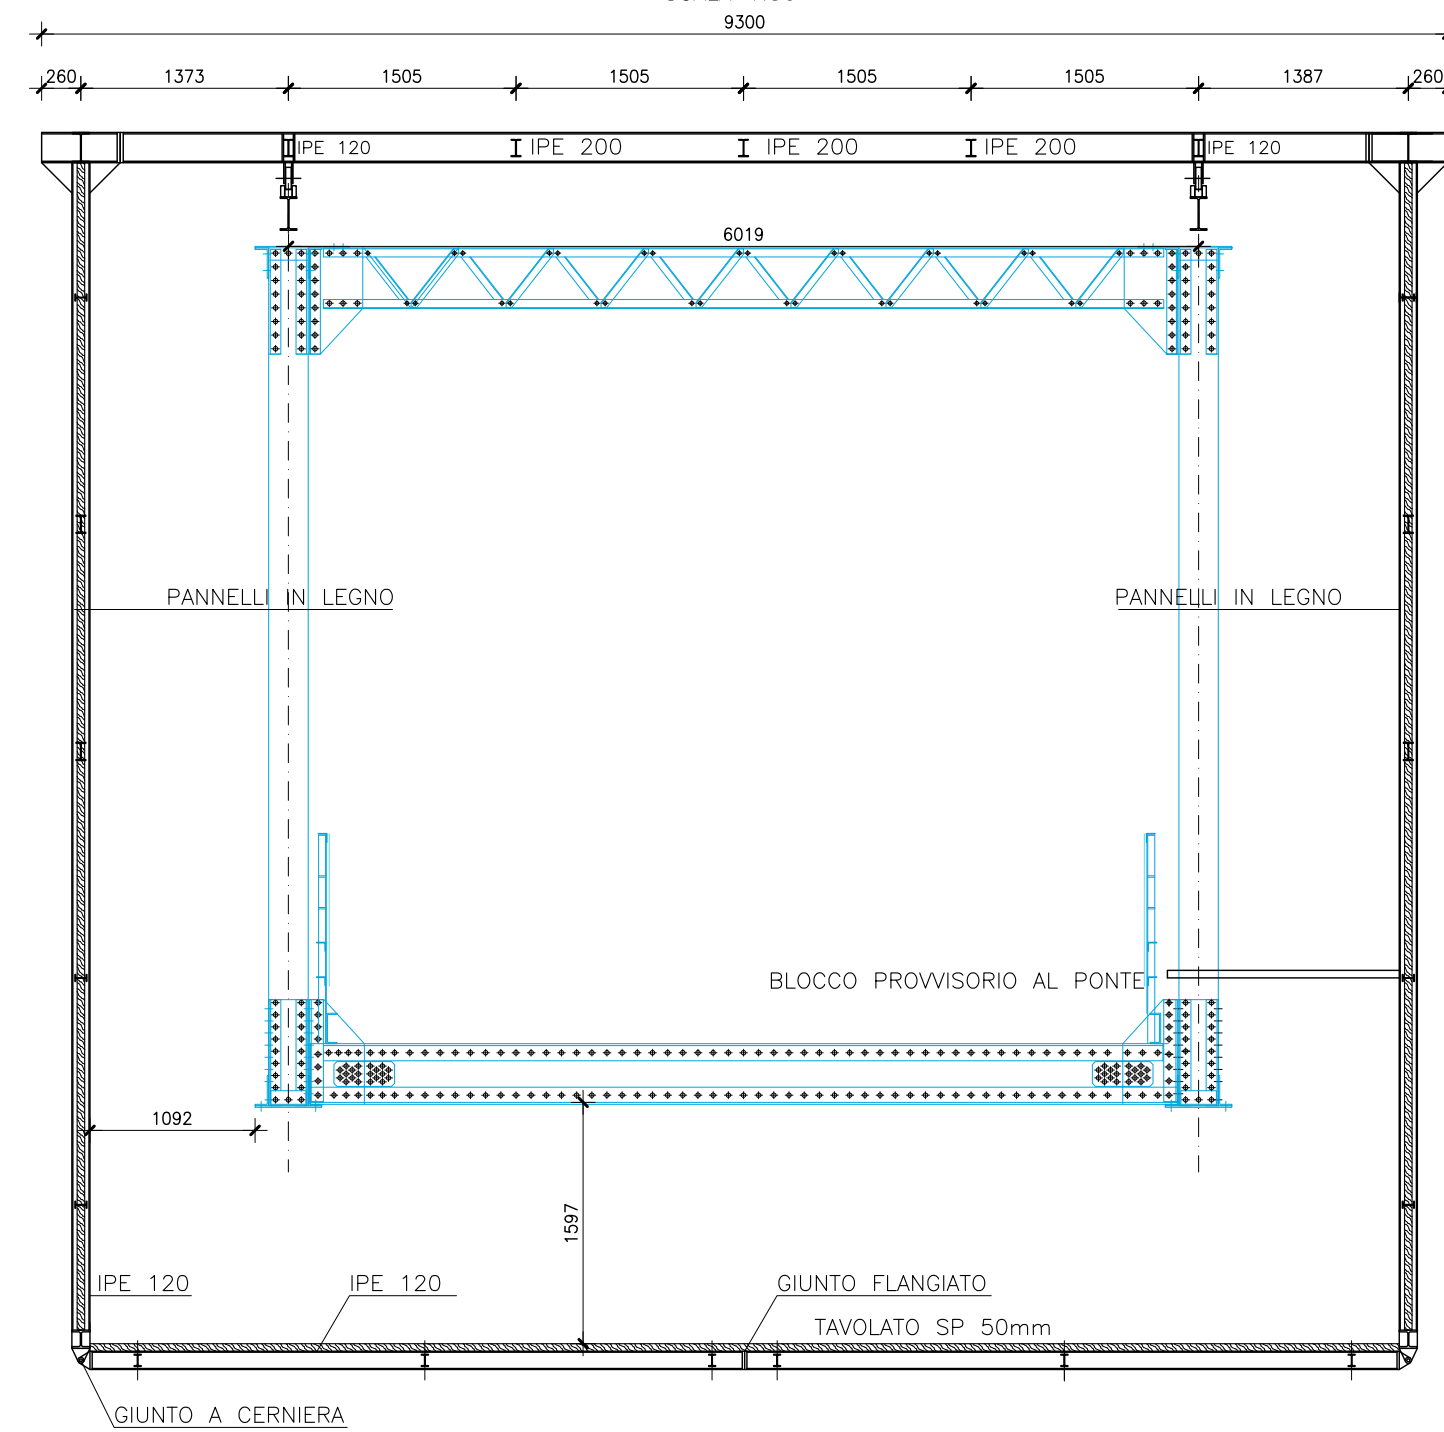 9300
260 1373 1505 1505 1505 1505 1387 260
IPE 120 IPE 200 IPE 200 IPE 200 IPE 120
6019
PANNELLI IN LEGNO PANNELLI IN LEGNO
BLOCCO PROVVISORIO AL PONTE
1092
1597
IPE 120 IPE 120 GIUNTO FLANGIATO
TAVOLATO SP 50mm
GIUNTO A CERNIERA